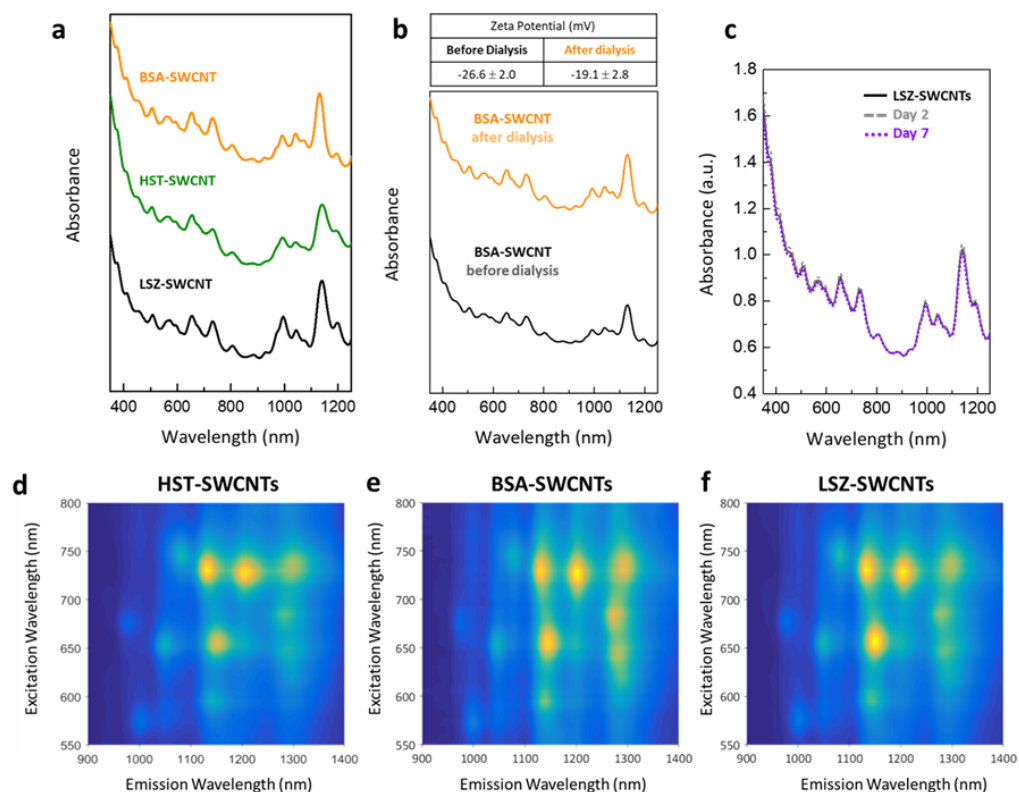 a
BSA-SWCNT
HST-SWCNT
LSZ-SWCNT
Absorbance
400 600 800 1000 1200
Wavelength (nm)
b
Zeta Potential (mV)
Before Dialysis After dialysis
-26.6 ± 2.0 -19.1 ± 2.8
BSA-SWCNT
after dialysis
BSA-SWCNT
before dialysis
Absorbance
400 600 800 1000 1200
Wavelength (nm)
c
LSZ-SWCNTs
Day 2
Day 7
Absorbance (a.u.)
1.8
1.6
1.4
1.2
1.0
0.8
0.6
0.4
400 600 800 1000 1200
Wavelength (nm)
d
HST-SWCNTs
Excitation Wavelength (nm)
800
750
700
650
600
550
900 1000 1100 1200 1300 1400
Emission Wavelength (nm)
e
BSA-SWCNTs
Excitation Wavelength (nm)
800
750
700
650
600
550
900 1000 1100 1200 1300 1400
Emission Wavelength (nm)
f
LSZ-SWCNTs
Excitation Wavelength (nm)
800
750
700
650
600
550
900 1000 1100 1200 1300 1400
Emission Wavelength (nm)